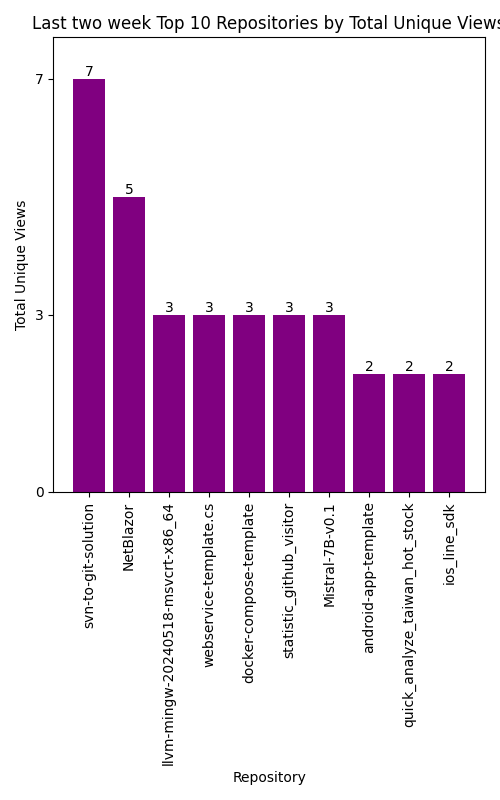 Last two week Top 10 Repositories by Total Unique Views
7
3
0
Total Unique Views
7
5
3
3
3
3
3
2
2
2
svn-to-git-solution
NetBlazor
llvm-mingw-20240518-msvcrt-x86_64
webservice-template.cs
docker-compose-template
statistic_github_visitor
Mistral-7B-v0.1
android-app-template
quick_analyze_taiwan_hot_stock
ios_line_sdk
Repository